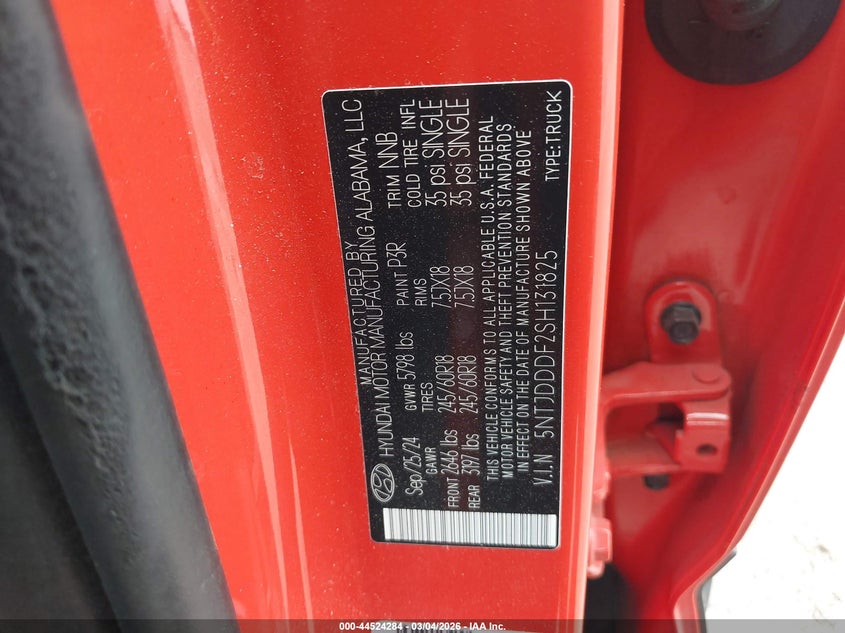 MANUFACTURED BY
HYUNDAI MOTOR MANUFACTURING ALABAMA, LLC
Sep/25/24 GVWR 5798 lbs PAINT P3R TRIM NNB
GAWR TIRES RIMS COLD TIRE INFL
FRONT 2646 lbs 245/60R18 7.5JX18 35 psi SINGLE
REAR 3197 lbs 245/60R18 7.5JX18 35 psi SINGLE
THIS VEHICLE CONFORMS TO ALL APPLICABLE U.S.A. FEDERAL
MOTOR VEHICLE SAFETY AND THEFT PREVENTION STANDARDS
IN EFFECT ON THE DATE OF MANUFACTURE SHOWN ABOVE
V.I.N 5NTJDDDF2SH131825 TYPE:TRUCK
000-44524284 | 03/04/2026 - IAA Inc.